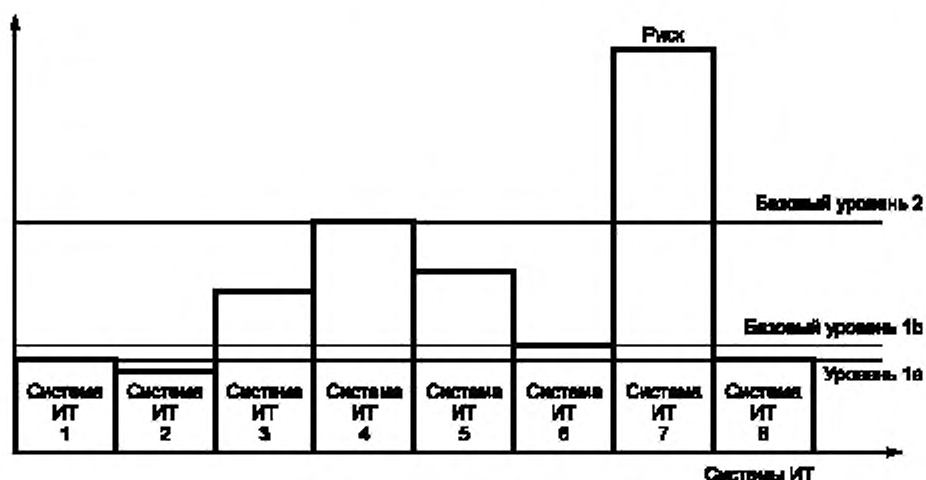 Риск
Базовый уровень 2
Базовый уровень 1b
Уровень 1a
Система
ИТ
1
Система
ИТ
2
Система
ИТ
3
Система
ИТ
4
Система
ИТ
5
Система
ИТ
6
Система
ИТ
7
Система
ИТ
8
Системы ИТ